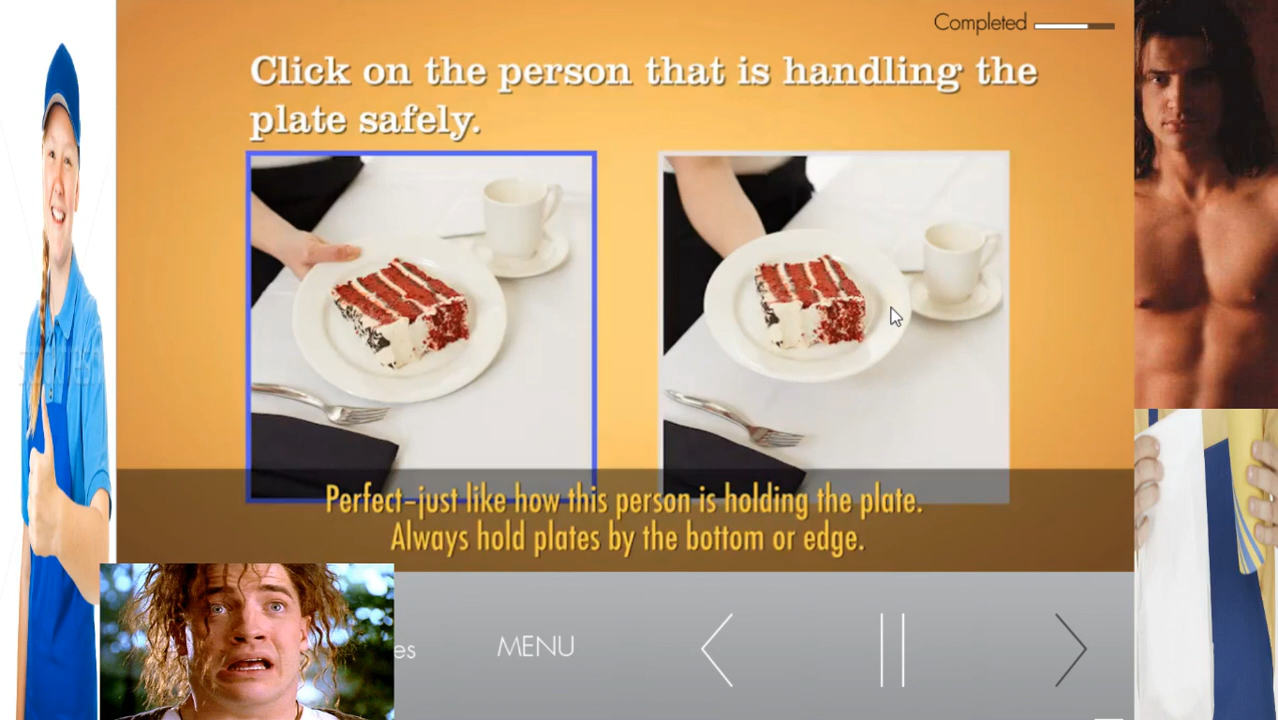 Completed
Click on the person that is handling the
plate safely.
Perfect–just like how this person is holding the plate.
Always hold plates by the bottom or edge.
es
MENU